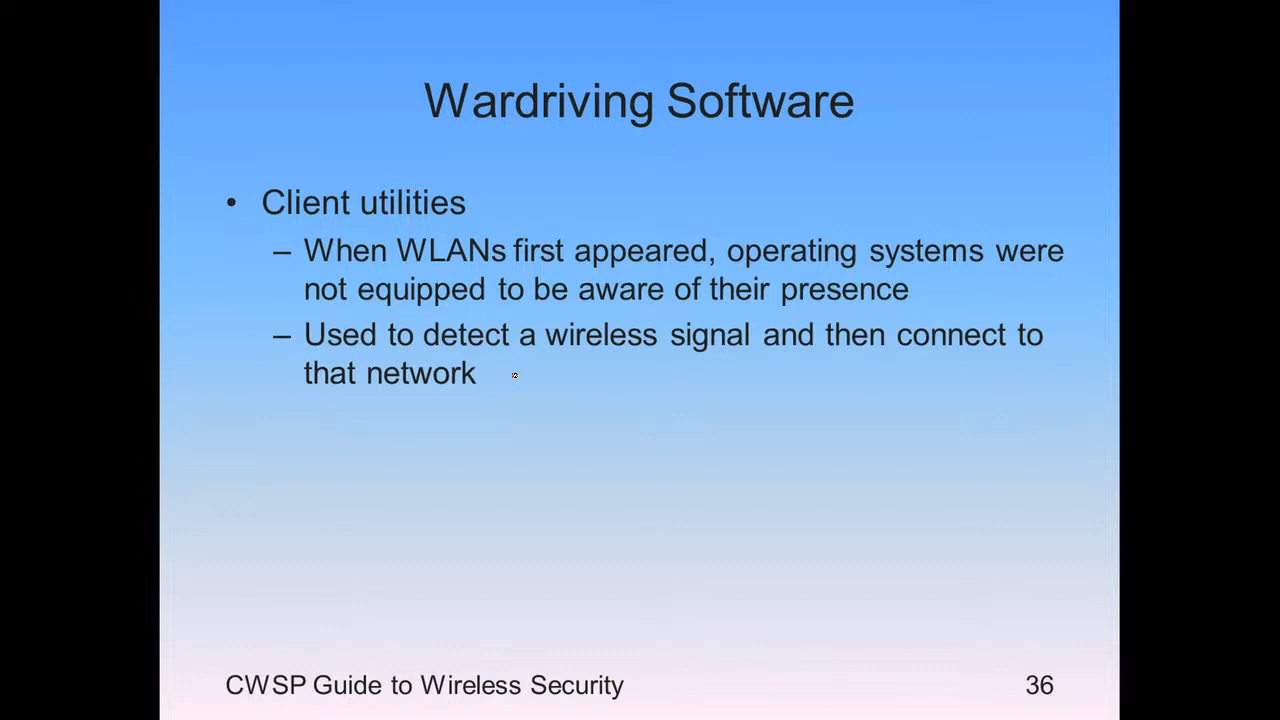 Wardriving Software
• Client utilities
– When WLANs first appeared, operating systems were
not equipped to be aware of their presence
– Used to detect a wireless signal and then connect to
that network
CWSP Guide to Wireless Security
36